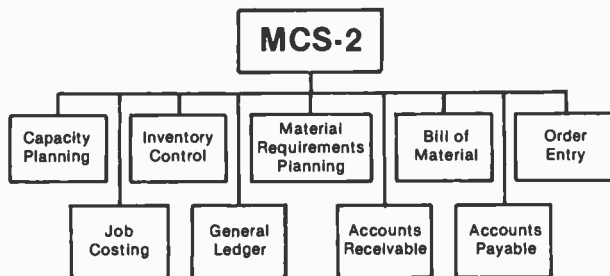 MCS-2
Capacity
Planning
Inventory
Control
Material
Requirements
Planning
Bill of
Material
Order
Entry
Job
Costing
General
Ledger
Accounts
Receivable
Accounts
Payable